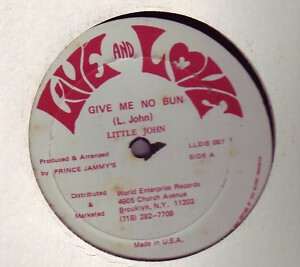 LIVE AND LOVE
GIVE ME NO BUN
(L. John)
LITTLE JOHN
LLDIS 007
SIDE A
Produced & Arranged
by PRINCE JAMMY'S
Distributed
&
Marketed
World Enterprise Records
4905 Church Avenue
Brooklyn, N.Y. 11203
(718) 282-7709
Made in U.S.A.